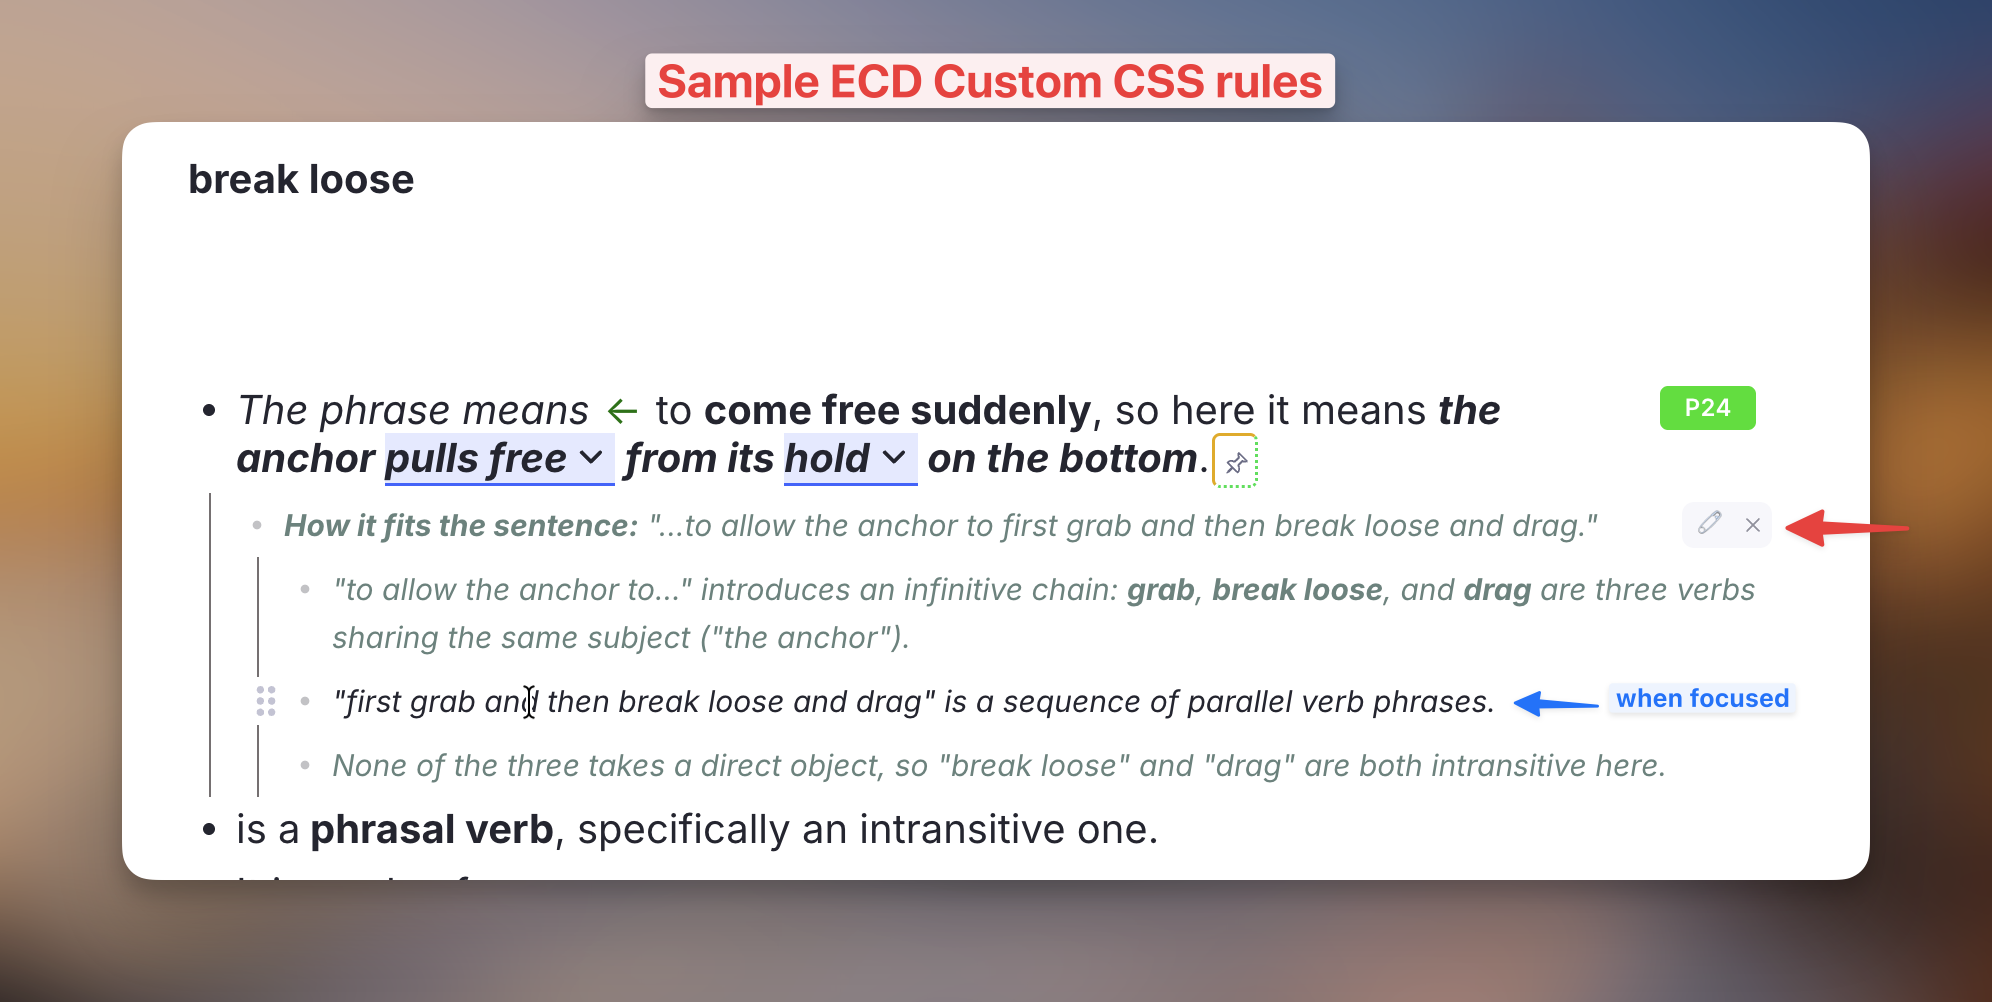 Sample ECD Custom CSS rules
break loose
The phrase means ← to come free suddenly, so here it means the
anchor pulls free from its hold on the bottom.
P24
How it fits the sentence: "...to allow the anchor to first grab and then break loose and drag."
"to allow the anchor to..." introduces an infinitive chain: grab, break loose, and drag are three verbs
sharing the same subject ("the anchor").
"first grab and then break loose and drag" is a sequence of parallel verb phrases.
when focused
None of the three takes a direct object, so "break loose" and "drag" are both intransitive here.
is a phrasal verb, specifically an intransitive one.